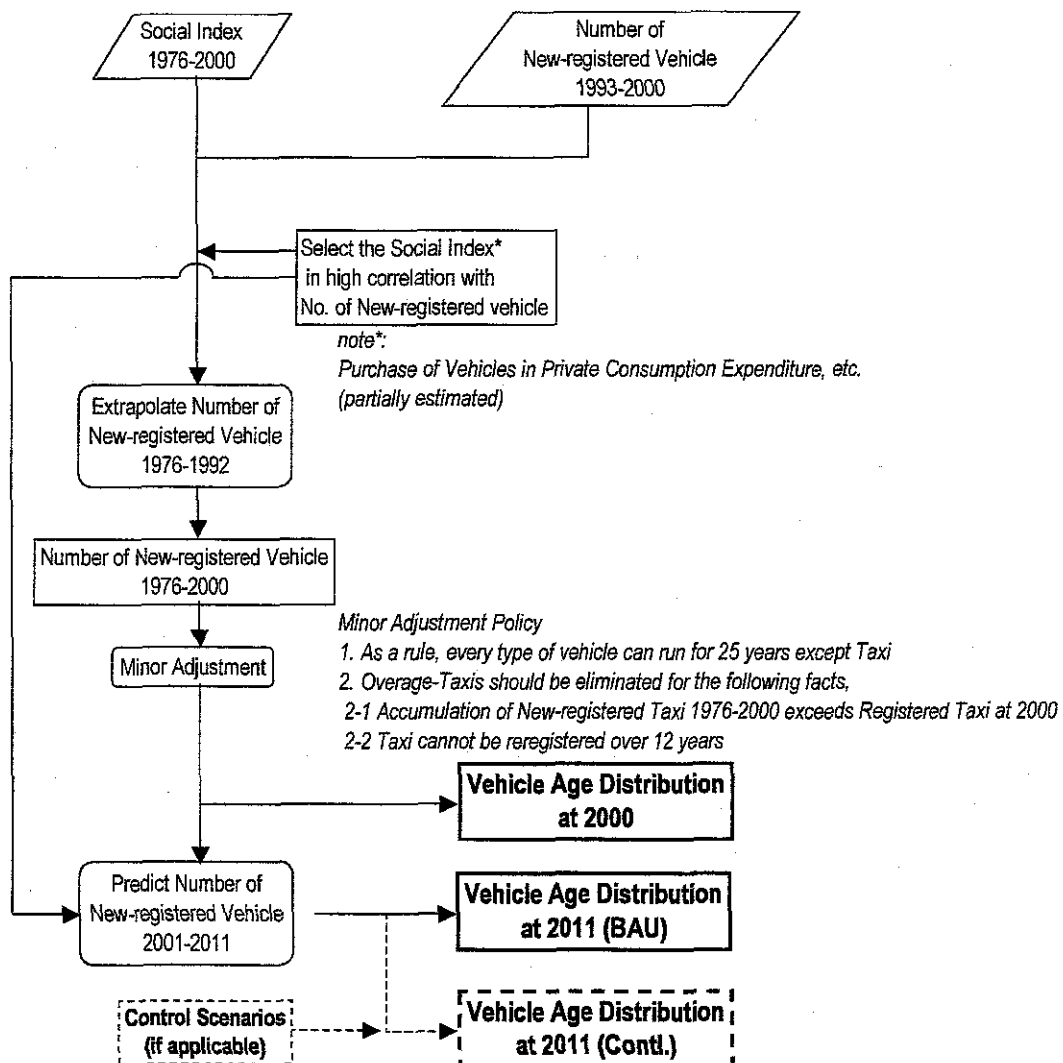 Social Index
1976-2000
Number of
New-registered Vehicle
1993-2000
Select the Social Index*
in high correlation with
No. of New-registered vehicle
note*:
Purchase of Vehicles in Private Consumption Expenditure, etc.
(partially estimated)
Extrapolate Number of
New-registered Vehicle
1976-1992
Number of New-registered Vehicle
1976-2000
Minor Adjustment
Minor Adjustment Policy
1. As a rule, every type of vehicle can run for 25 years except Taxi
2. Overage-Taxis should be eliminated for the following facts,
2-1 Accumulation of New-registered Taxi 1976-2000 exceeds Registered Taxi at 2000
2-2 Taxi cannot be reregistered over 12 years
Vehicle Age Distribution
at 2000
Predict Number of
New-registered Vehicle
2001-2011
Vehicle Age Distribution
at 2011 (BAU)
Control Scenarios
(if applicable)
Vehicle Age Distribution
at 2011 (Contl.)